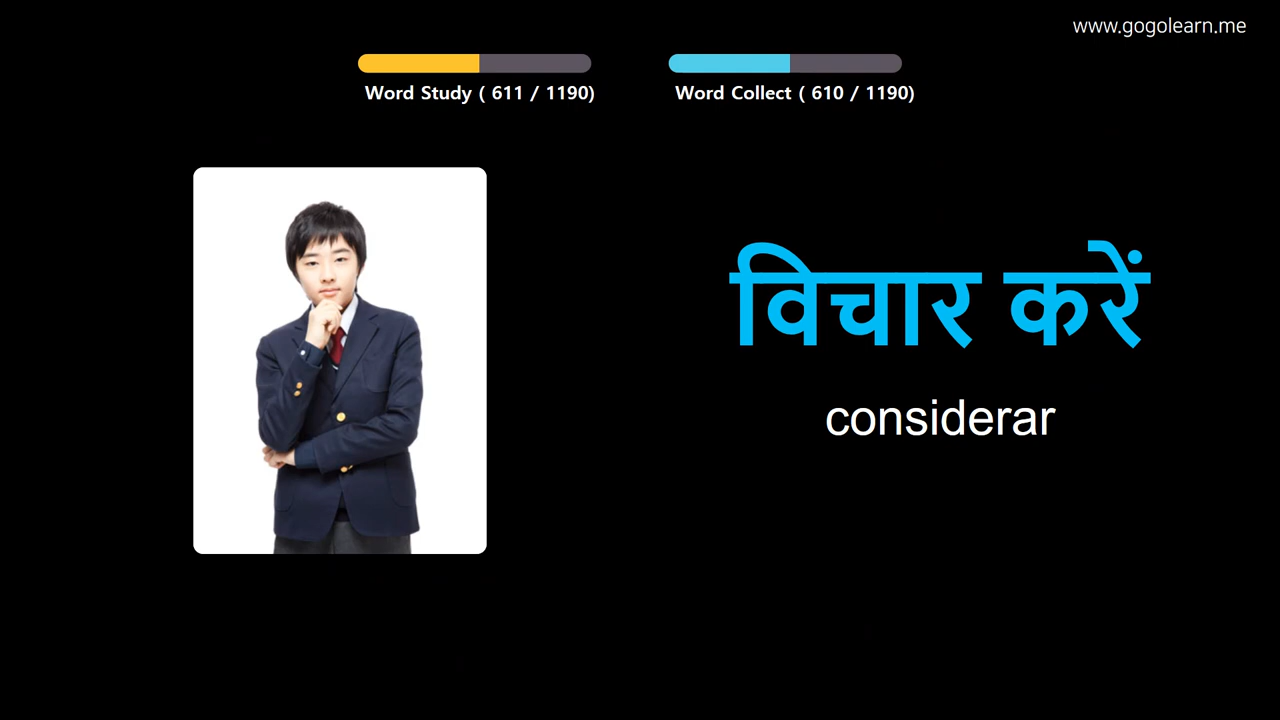 www.gogolearn.me
Word Study ( 611 / 1190)
Word Collect ( 610 / 1190)
विचार करें
considerar